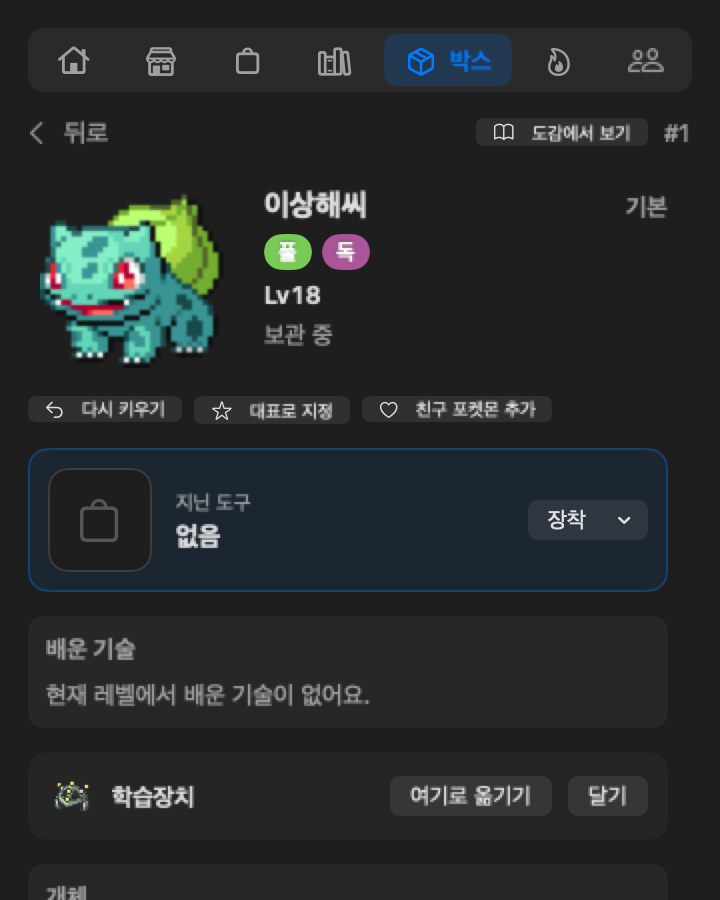 박스
뒤로
도감에서 보기 #1
이상해씨 기본
풀 독
Lv18
보관 중
다시 키우기 대표로 지정 친구 포켓몬 추가
지닌 도구
없음 장착
배운 기술
현재 레벨에서 배운 기술이 없어요.
학습장치 여기로 옮기기 닫기
개체